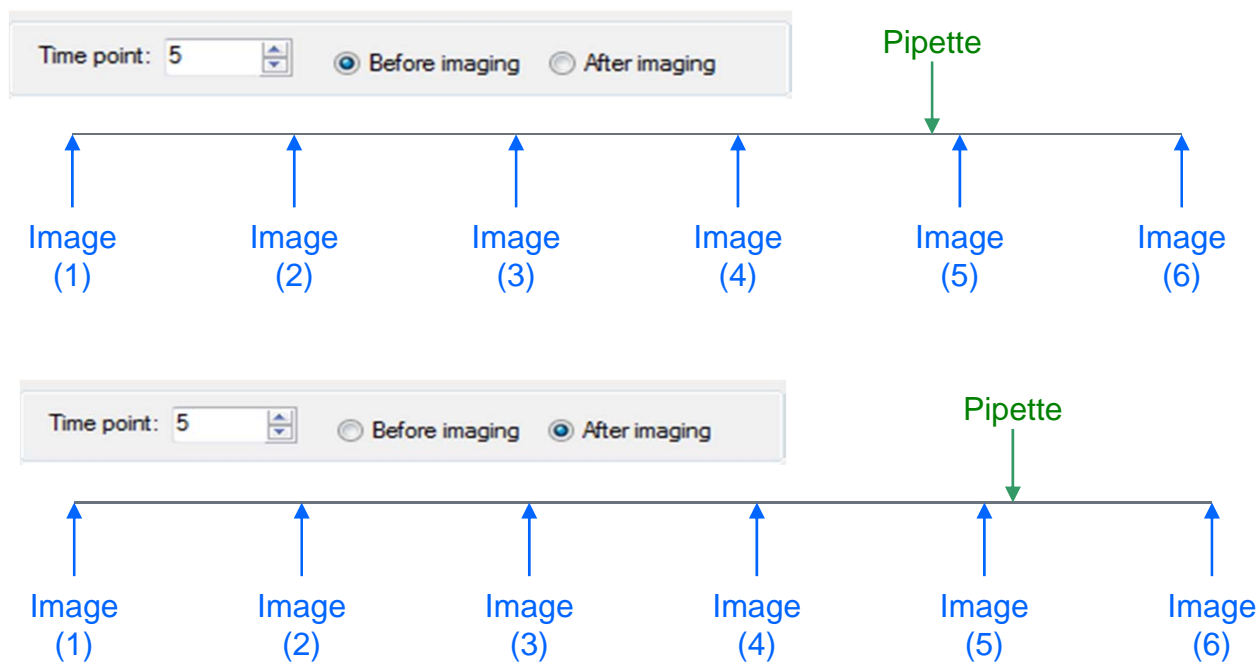 Time point: 5 Before imaging After imaging
Pipette
Image Image Image Image Image Image
(1) (2) (3) (4) (5) (6)
Time point: 5 Before imaging After imaging
Pipette
Image Image Image Image Image Image
(1) (2) (3) (4) (5) (6)